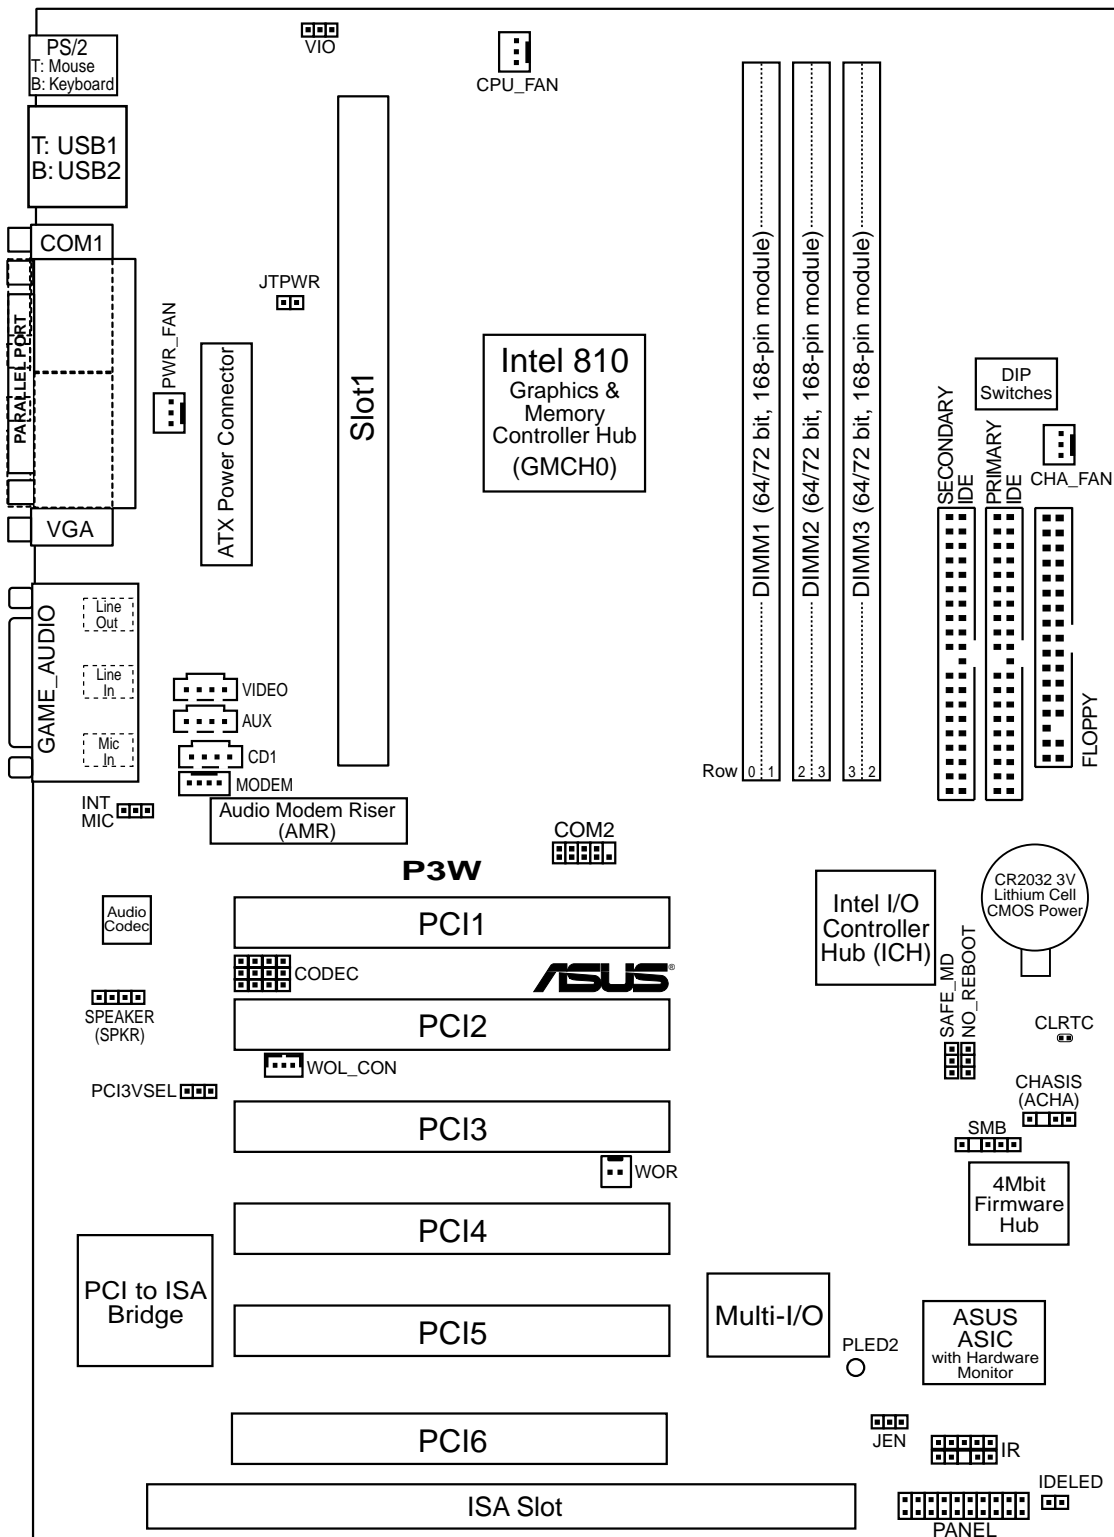 PS/2
T: Mouse
B: Keyboard
VIO
CPU_FAN
T: USB1
B: USB2
COM1
PARALLEL PORT
JTPWR
PWR_FAN
ATX Power Connector
Slot1
Intel 810
Graphics &
Memory
Controller Hub
(GMCH0)
DIMM1 (64/72 bit, 168-pin module)
DIMM2 (64/72 bit, 168-pin module)
DIMM3 (64/72 bit, 168-pin module)
DIP
Switches
SECONDARY
IDE
PRIMARY
IDE
CHA_FAN
VGA
GAME_AUDIO
Line
Out
Line
In
Mic
In
VIDEO
AUX
CD1
MODEM
FLOPPY
Row 0 1 2 3 3 2
INT
MIC
Audio Modem Riser
(AMR)
COM2
P3W
Audio
Codec
PCI1
Intel I/O
Controller
Hub (ICH)
CR2032 3V
Lithium Cell
CMOS Power
CODEC
ASUS®
SAFE_MD
NO_REBOOT
SPEAKER
(SPKR)
PCI2
CLRTC
WOL_CON
PCI3VSEL
CHASIS
(ACHA)
PCI3
SMB
WOR
4Mbit
Firmware
Hub
PCI4
PCI to ISA
Bridge
PCI5
Multi-I/O
PLED2
ASUS
ASIC
with Hardware
Monitor
PCI6
JEN
IR
IDELED
ISA Slot
PANEL